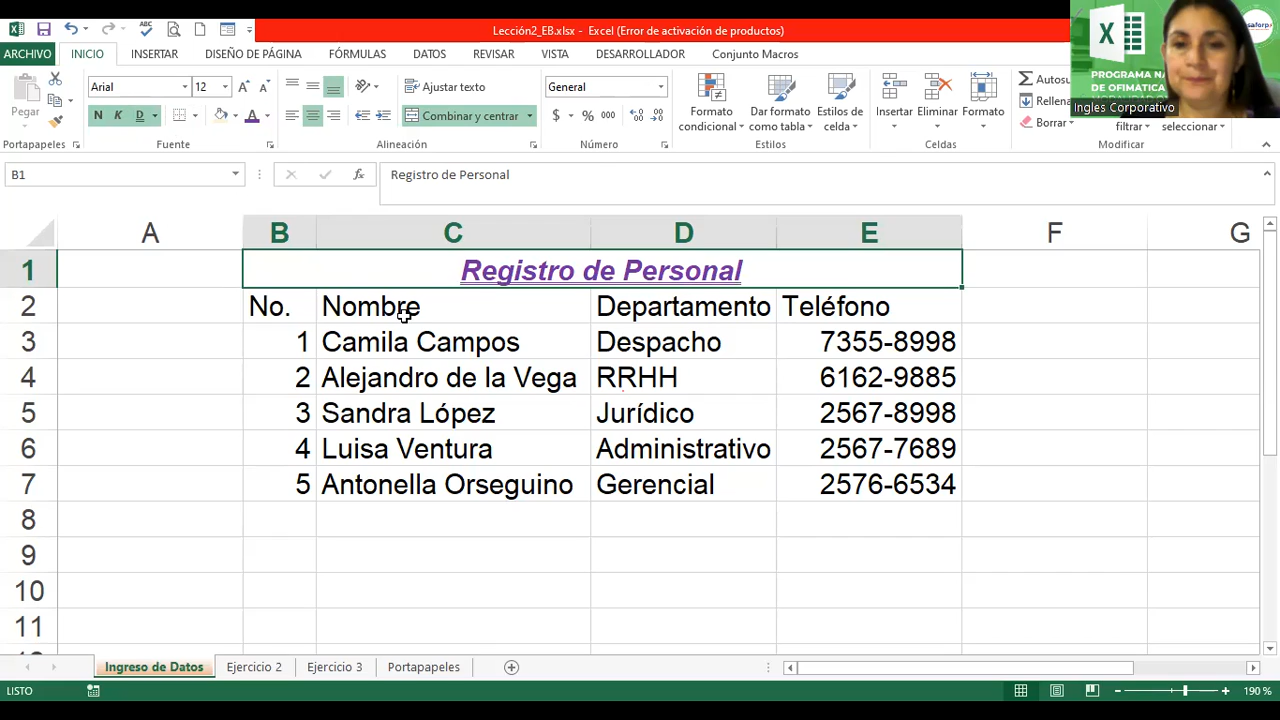 Lección2_EB.xlsx - Excel (Error de activación de productos)
ARCHIVO INICIO INSERTAR DISEÑO DE PÁGINA FÓRMULAS DATOS REVISAR VISTA DESARROLLADOR Conjunto Macros
PROGRAMA NA
DE OFIMÁTICA
Ingles Corporativo
Pegar
Arial 12
N K D
Ajustar texto
Combinar y centrar
General
$ % 000
Formato condicional
Dar formato como tabla
Estilos de celda
Insertar
Eliminar
Formato
Autosu
Rellena
Borrar
filtrar
seleccionar
Portapapeles Fuente Alineación Número Estilos Celdas Modificar
B1 fx Registro de Personal
A B C D E F G
1 Registro de Personal
2 No. Nombre Departamento Teléfono
3 1 Camila Campos Despacho 7355-8998
4 2 Alejandro de la Vega RRHH 6162-9885
5 3 Sandra López Jurídico 2567-8998
6 4 Luisa Ventura Administrativo 2567-7689
7 5 Antonella Orseguino Gerencial 2576-6534
8
9
10
11
Ingreso de Datos Ejercicio 2 Ejercicio 3 Portapapeles
LISTO 190 %